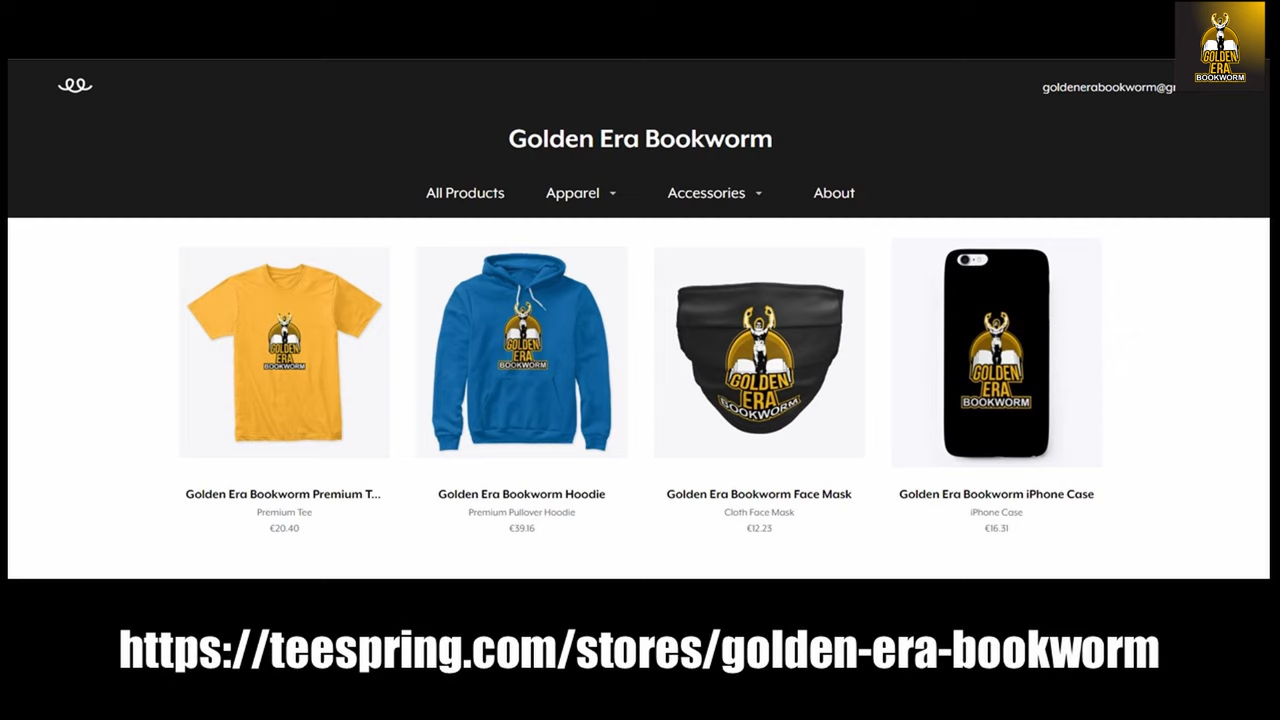 GOLDEN
ERA
BOOKWORM
goldenerabookworm@g
Golden Era Bookworm
All Products
Apparel
Accessories
About
GOLDEN
ERA
BOOKWORM
GOLDEN
ERA
BOOKWORM
GOLDEN
ERA
BOOKWORM
GOLDEN
ERA
BOOKWORM
Golden Era Bookworm Premium T...
Golden Era Bookworm Hoodie
Golden Era Bookworm Face Mask
Golden Era Bookworm iPhone Case
Premium Tee
Premium Pullover Hoodie
Cloth Face Mask
iPhone Case
€20.40
€39.16
€12.23
€16.31
https://teespring.com/stores/golden-era-bookworm